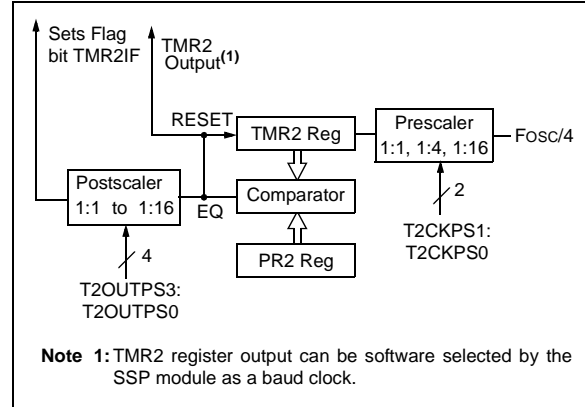 Sets Flag
bit TMR2IF
TMR2
Output(1)
RESET
TMR2 Reg
Prescaler
1:1, 1:4, 1:16
FOSC/4
Postscaler
1:1 to 1:16
EQ
Comparator
2
T2CKPS1:
T2CKPS0
4
PR2 Reg
T2OUTPS3:
T2OUTPS0
Note 1: TMR2 register output can be software selected by the
SSP module as a baud clock.